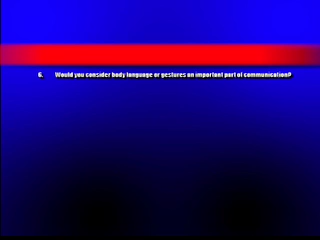 6. Would you consider body language or gestures an important part of communication?